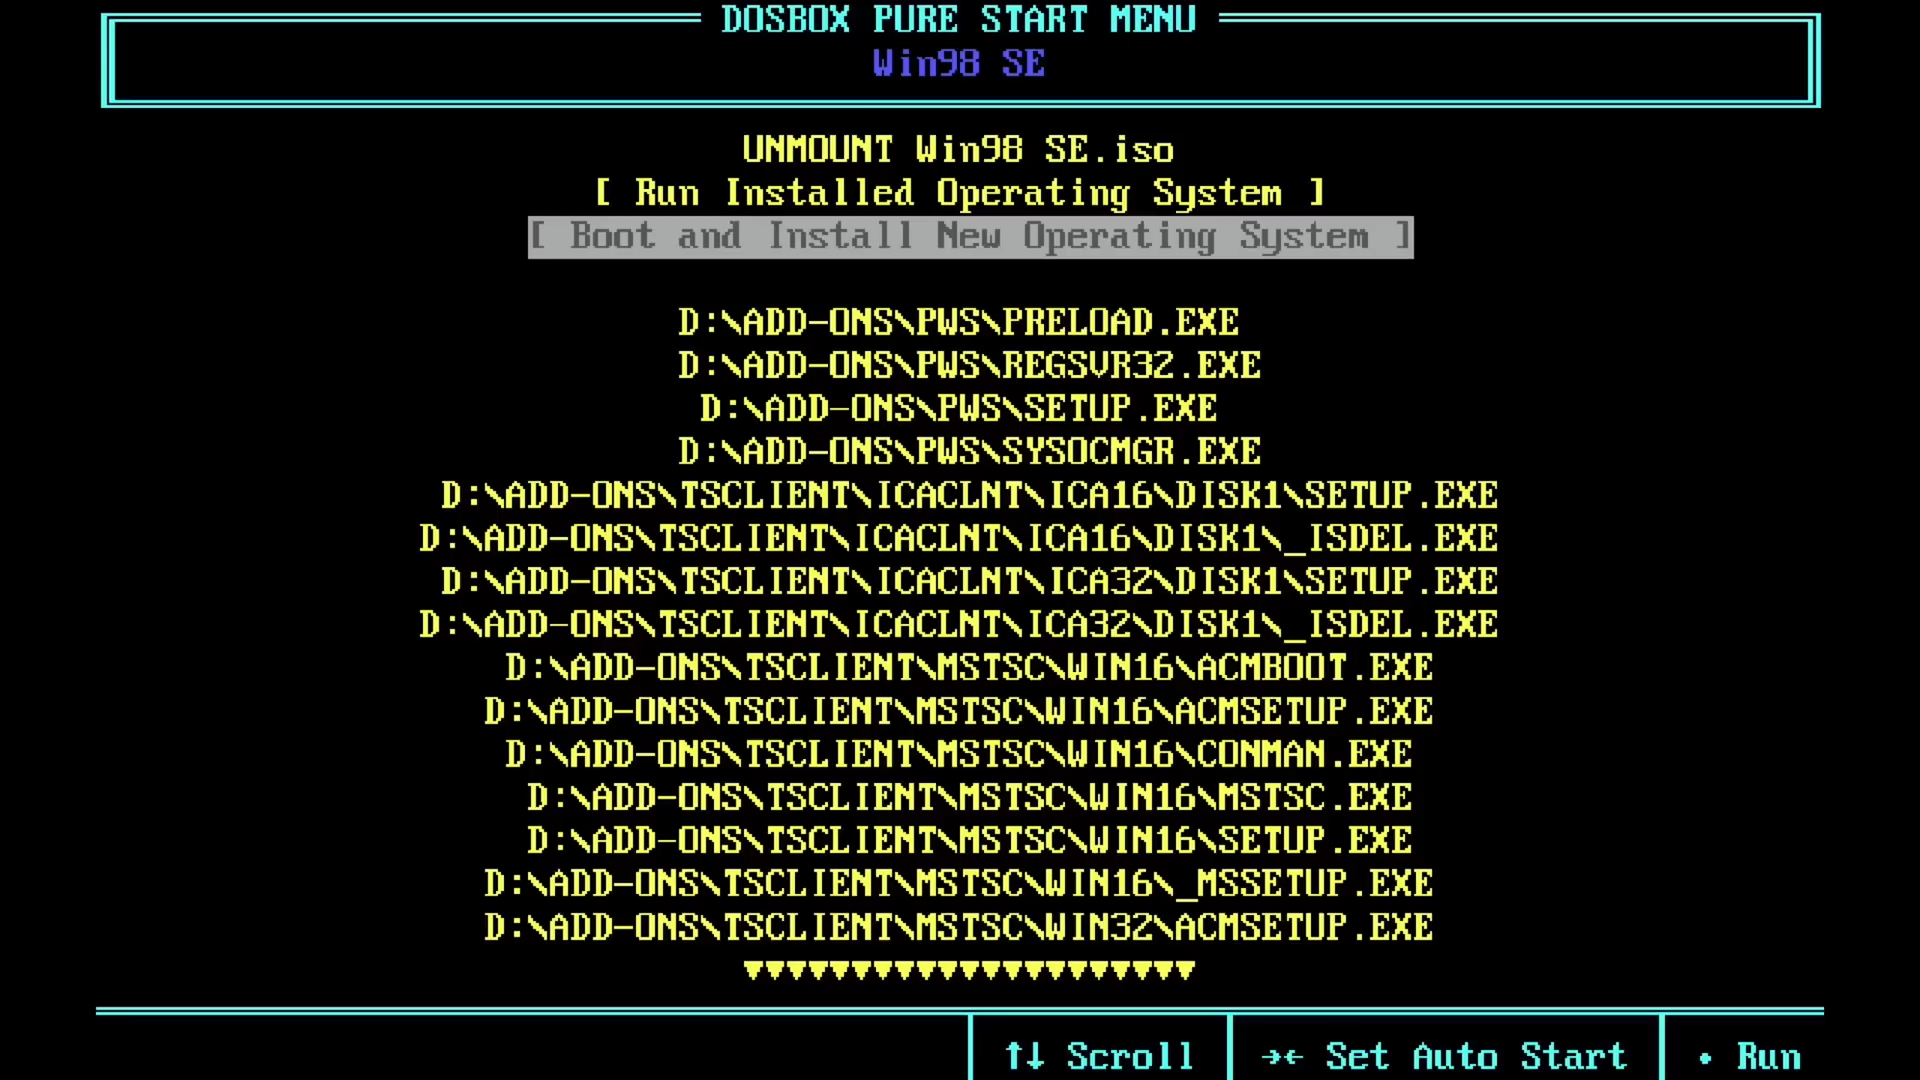 DOSBOX PURE START MENU
Win98 SE
UNMOUNT Win98 SE.iso
[ Run Installed Operating System ]
[ Boot and Install New Operating System ]
D:\ADD-ONS\PWS\PRELOAD.EXE
D:\ADD-ONS\PWS\REGSVR32.EXE
D:\ADD-ONS\PWS\SETUP.EXE
D:\ADD-ONS\PWS\SYSOCMGR.EXE
D:\ADD-ONS\TSCLIENT\ICACLNT\ICA16\DISK1\SETUP.EXE
D:\ADD-ONS\TSCLIENT\ICACLNT\ICA16\DISK1\_ISDEL.EXE
D:\ADD-ONS\TSCLIENT\ICACLNT\ICA32\DISK1\SETUP.EXE
D:\ADD-ONS\TSCLIENT\ICACLNT\ICA32\DISK1\_ISDEL.EXE
D:\ADD-ONS\TSCLIENT\MSTSC\WIN16\ACMBOOT.EXE
D:\ADD-ONS\TSCLIENT\MSTSC\WIN16\ACMSETUP.EXE
D:\ADD-ONS\TSCLIENT\MSTSC\WIN16\CONMAN.EXE
D:\ADD-ONS\TSCLIENT\MSTSC\WIN16\MSTSC.EXE
D:\ADD-ONS\TSCLIENT\MSTSC\WIN16\SETUP.EXE
D:\ADD-ONS\TSCLIENT\MSTSC\WIN16\_MSSETUP.EXE
D:\ADD-ONS\TSCLIENT\MSTSC\WIN32\ACMSETUP.EXE
↑↓ Scroll →← Set Auto Start • Run